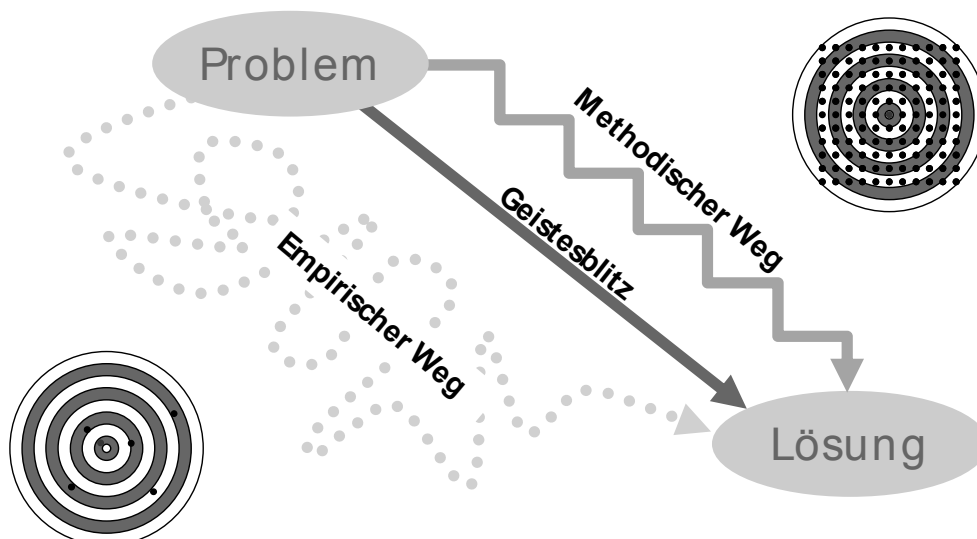 Problem
Methodischer Weg
Geistesblitz
Empirischer Weg
Lösung